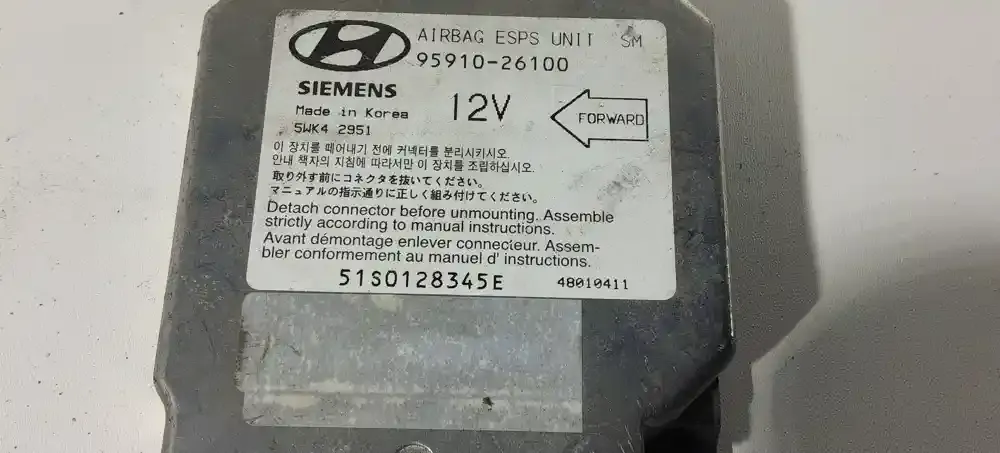 AIRBAG ESPS UNIT SM
95910-26100
SIEMENS
Made in Korea
5WK4 2951
12V
FORWARD
이 장치를 떼어내기 전에 커넥터를 분리시키시오.
안내 책자의 지침에 따라서만 이 장치를 조립하십시오.
取り外す前にコネクタを抜いてください。
マニュアルの指示通りに正しく組み付けてください。
Detach connector before unmounting. Assemble
strictly according to manual instructions.
Avant démontage enlever connecteur. Assem-
bler conformement au manuel d' instructions.
51S0128345E 48010411